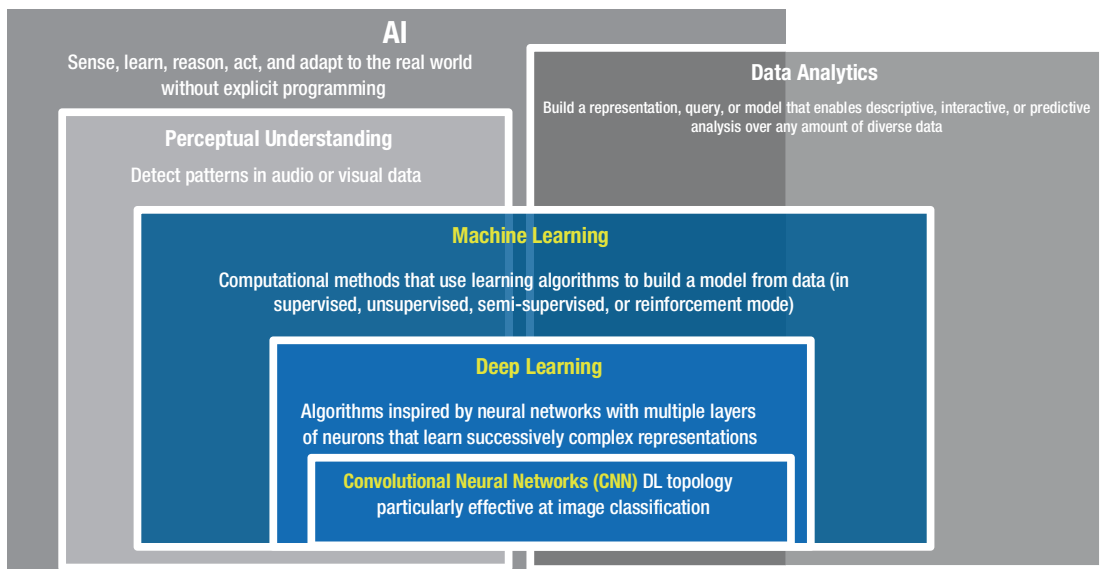 AI
Sense, learn, reason, act, and adapt to the real world
without explicit programming
Data Analytics
Build a representation, query, or model that enables descriptive, interactive, or predictive
analysis over any amount of diverse data
Perceptual Understanding
Detect patterns in audio or visual data
Machine Learning
Computational methods that use learning algorithms to build a model from data (in
supervised, unsupervised, semi-supervised, or reinforcement mode)
Deep Learning
Algorithms inspired by neural networks with multiple layers
of neurons that learn successively complex representations
Convolutional Neural Networks (CNN) DL topology
particularly effective at image classification